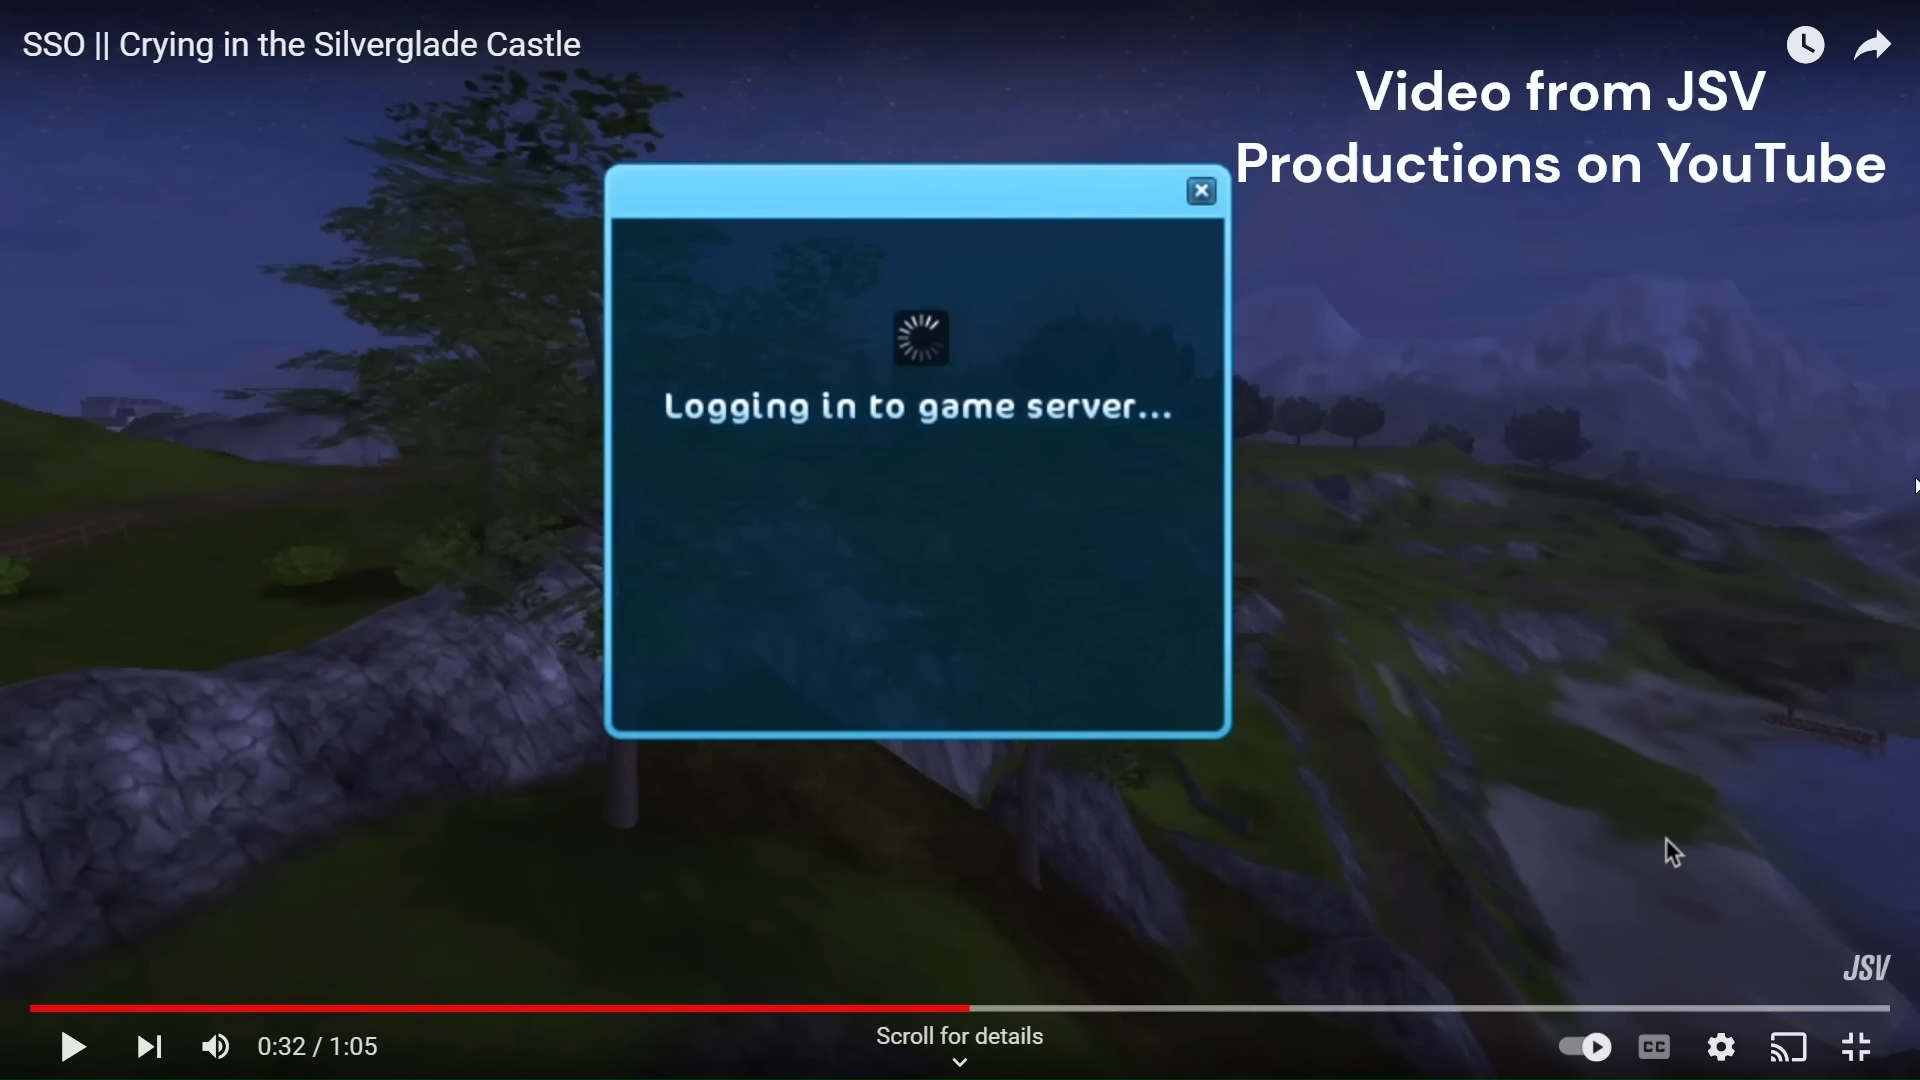 SSO || Crying in the Silverglade Castle
Video from JSV
Productions on YouTube
Logging in to game server...
JSV
0:32 / 1:05
Scroll for details
CC